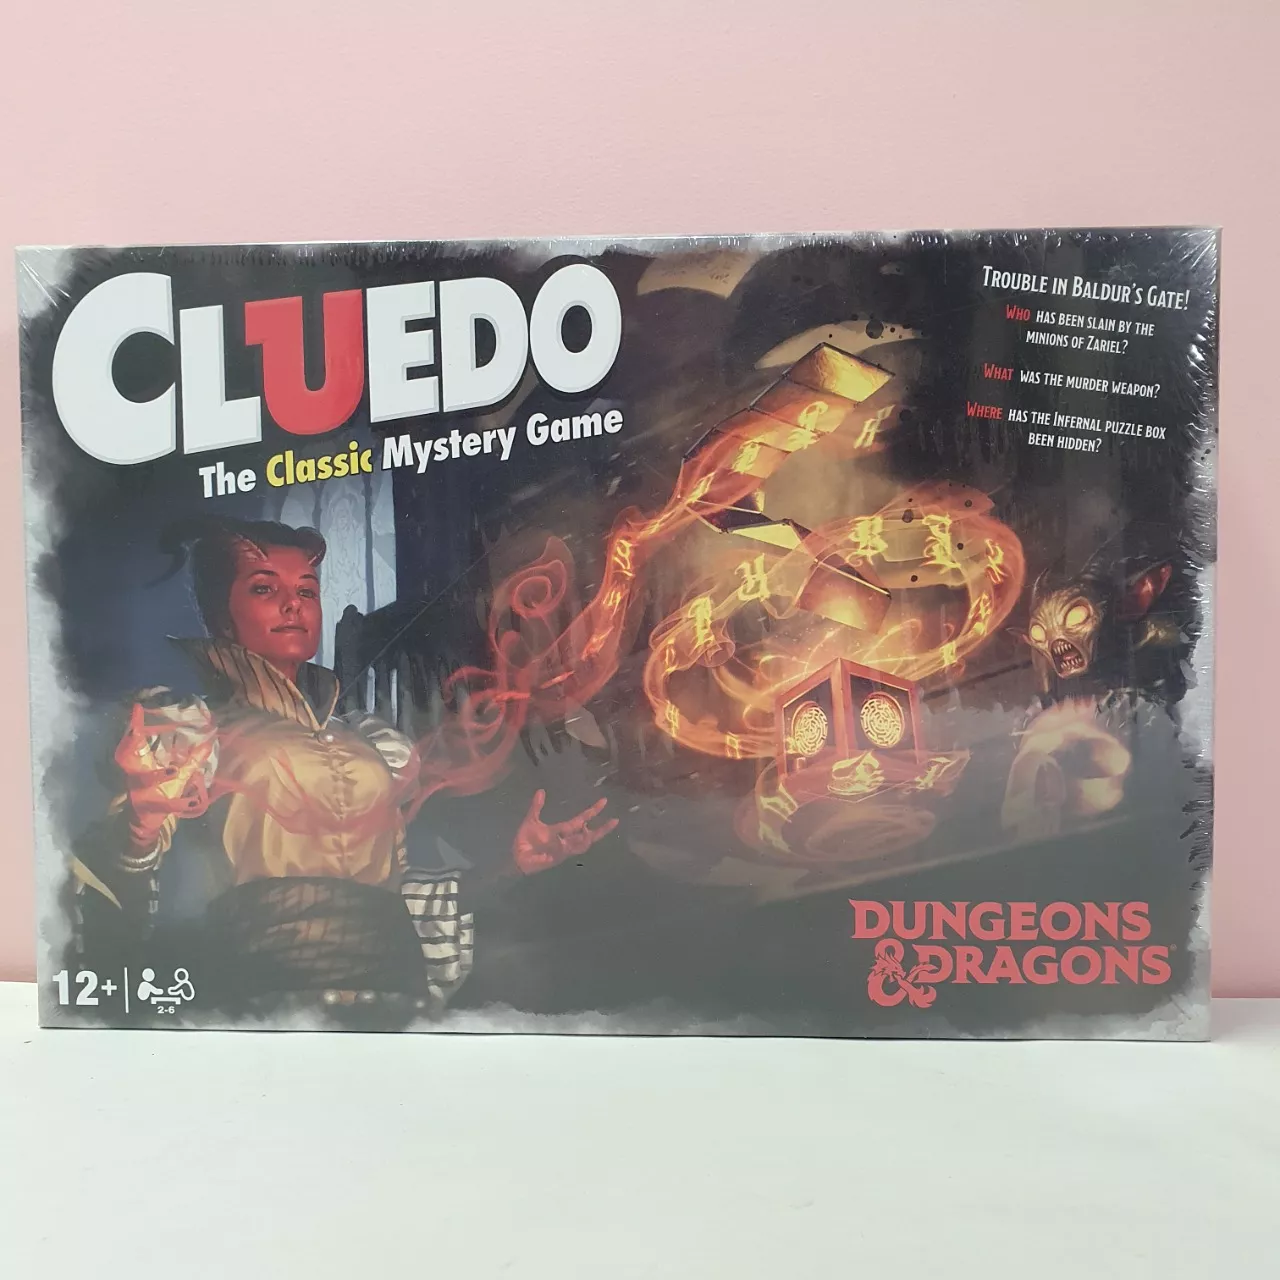 CLUEDO
The Classic Mystery Game
TROUBLE IN BALDUR'S GATE!
WHO HAS BEEN SLAIN BY THE
MINIONS OF ZARIEL?
WHAT WAS THE MURDER WEAPON?
WHERE HAS THE INFERNAL PUZZLE BOX
BEEN HIDDEN?
DUNGEONS
& DRAGONS®
12+
2-6